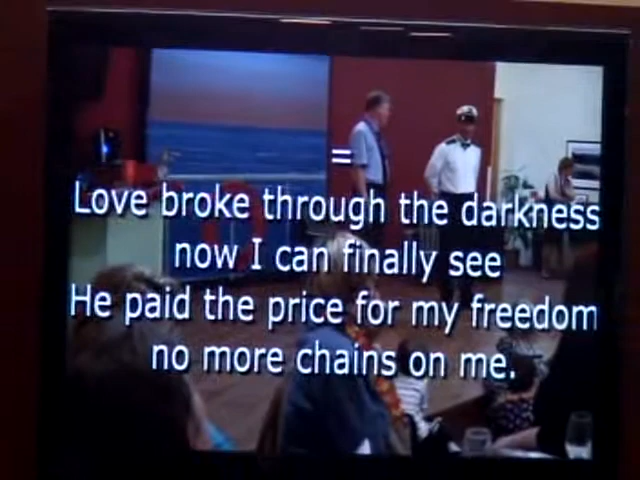 Love broke through the darkness
now I can finally see
He paid the price for my freedom
no more chains on me.